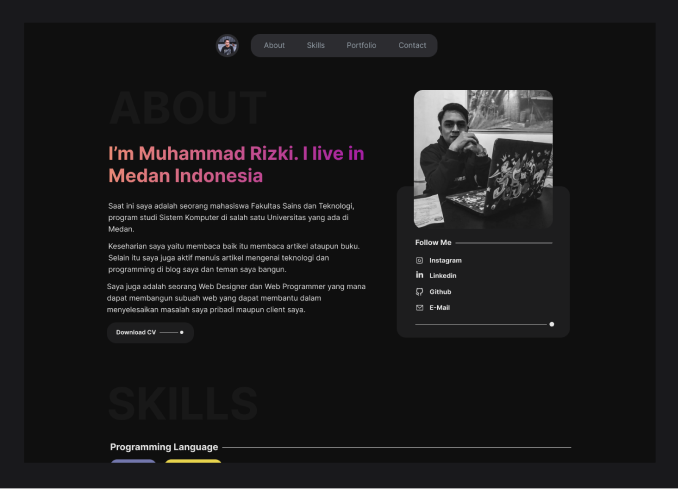 About
Skills
Portfolio
Contact
ABOUT
I'm Muhammad Rizki. I live in
Medan Indonesia
Saat ini saya adalah seorang mahasiswa Fakultas Sains dan Teknologi,
program studi Sistem Komputer di salah satu Universitas yang ada di
Medan.
Keseharian saya yaitu membaca baik itu membaca artikel ataupun buku.
Selain itu saya juga aktif menuis artikel mengenai teknologi dan
programming di blog saya dan teman saya bangun.
Saya juga adalah seorang Web Designer dan Web Programmer yang mana
dapat membangun subuah web yang dapat membantu dalam
menyelesaikan masalah saya pribadi maupun client saya.
Download CV
Follow Me
Instagram
Linkedin
Github
E-Mail
SKILLS
Programming Language